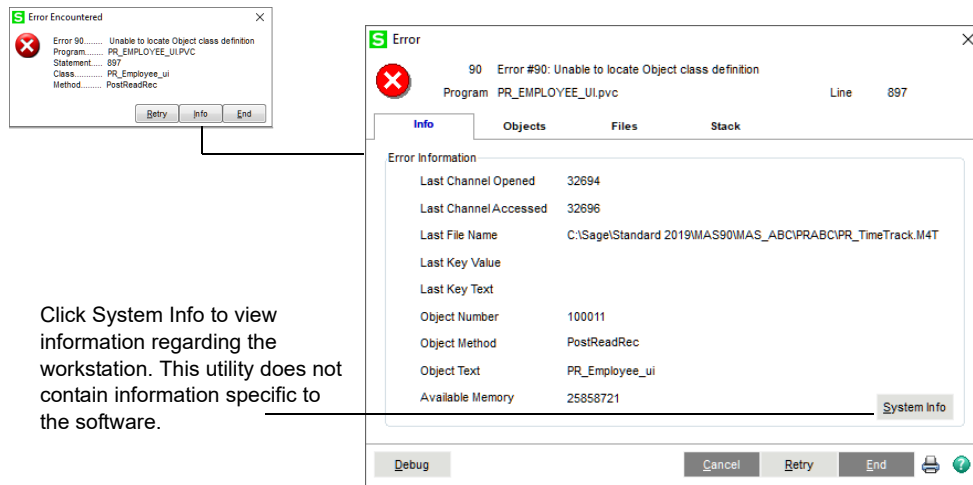 S Error Encountered
Error 90....... Unable to locate Object class definition
Program....... PR_EMPLOYEE_UI.PVC
Statement..... 897
Class........... PR_Employee_ui
Method......... PostReadRec
Retry Info End
S Error
90 Error #90: Unable to locate Object class definition
Program PR_EMPLOYEE_UI.pvc Line 897
Info Objects Files Stack
Error Information
Last Channel Opened 32694
Last Channel Accessed 32696
Last File Name C:\Sage\Standard 2019\MAS90\MAS_ABC\PRABC\PR_TimeTrack.M4T
Last Key Value
Last Key Text
Object Number 100011
Object Method PostReadRec
Object Text PR_Employee_ui
Available Memory 25858721
System Info
Debug Cancel Retry End ?
Click System Info to view
information regarding the
workstation. This utility does not
contain information specific to
the software.